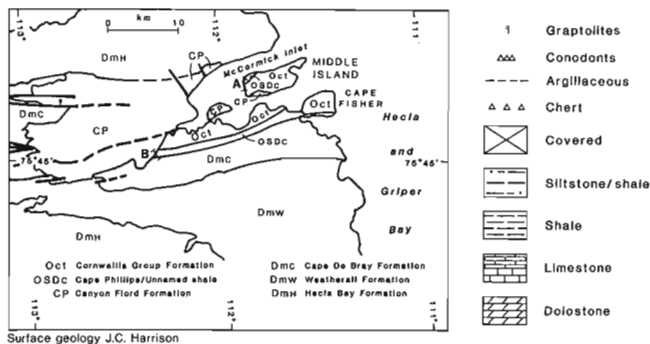 113°
112°
111°
0 km 10
DmH
CP
McCormick Inlet
MIDDLE
ISLAND
A
Oct
OSDc
CP
CAPE
FISHER
DmC
CP
CP
Oct
Oct
Oct
Hecla
B
OSDC
and
75°45'
DmC
75°45'
Griper
DmW
Bay
DmH
Oct Cornwallis Group Formation
DmC Cape De Bray Formation
OSDc Cape Phillips/Unnamed shale
DmW Weatherall Formation
CP Canyon Fiord Formation
DmH Hecla Bay Formation
113°
112°
111°
Surface geology J.C. Harrison
Graptolites
Conodonts
Argillaceous
Chert
Covered
Siltstone/shale
Shale
Limestone
Dolostone